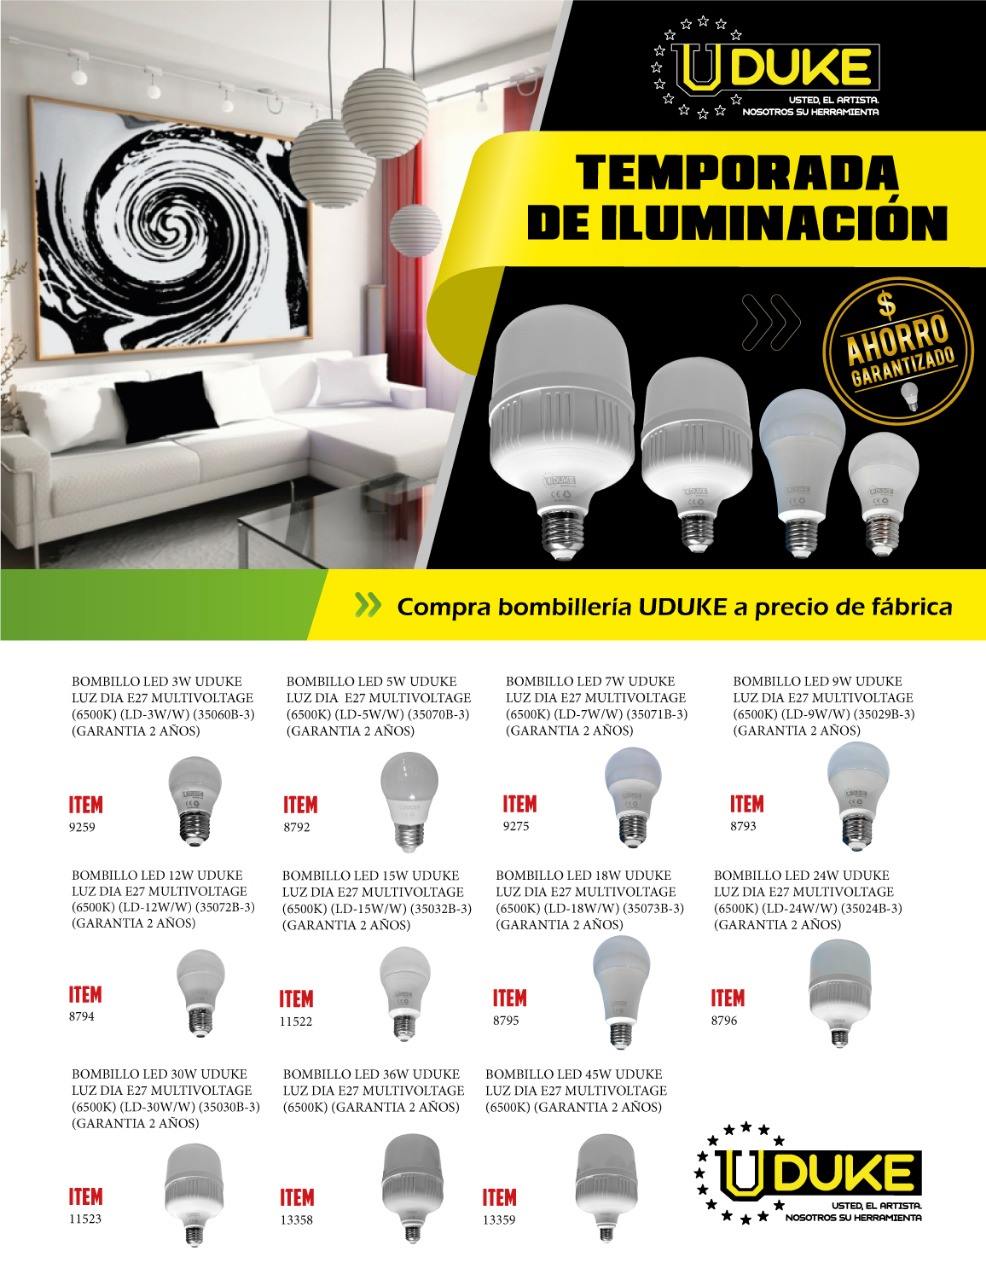 UDUKE
USTED, EL ARTISTA.
NOSOTROS SU HERRAMIENTA
TEMPORADA
DE ILUMINACIÓN
$
AHORRO
GARANTIZADO
UDUKE
UDUKE
UDUKE
UDUKE
Compra bombillería UDUKE a precio de fábrica
BOMBILLO LED 3W UDUKE
LUZ DIA E27 MULTIVOLTAGE
(6500K) (LD-3W/W) (35060B-3)
(GARANTIA 2 AÑOS)
ITEM
9259
BOMBILLO LED 5W UDUKE
LUZ DIA E27 MULTIVOLTAGE
(6500K) (LD-5W/W) (35070B-3)
(GARANTIA 2 AÑOS)
ITEM
8792
BOMBILLO LED 7W UDUKE
LUZ DIA E27 MULTIVOLTAGE
(6500K) (LD-7W/W) (35071B-3)
(GARANTIA 2 AÑOS)
ITEM
9275
BOMBILLO LED 9W UDUKE
LUZ DIA E27 MULTIVOLTAGE
(6500K) (LD-9W/W) (35029B-3)
(GARANTIA 2 AÑOS)
ITEM
8793
BOMBILLO LED 12W UDUKE
LUZ DIA E27 MULTIVOLTAGE
(6500K) (LD-12W/W) (35072B-3)
(GARANTIA 2 AÑOS)
ITEM
8794
BOMBILLO LED 15W UDUKE
LUZ DIA E27 MULTIVOLTAGE
(6500K) (LD-15W/W) (35032B-3)
(GARANTIA 2 AÑOS)
ITEM
11522
BOMBILLO LED 18W UDUKE
LUZ DIA E27 MULTIVOLTAGE
(6500K) (LD-18W/W) (35073B-3)
(GARANTIA 2 AÑOS)
ITEM
8795
BOMBILLO LED 24W UDUKE
LUZ DIA E27 MULTIVOLTAGE
(6500K) (LD-24W/W) (35024B-3)
(GARANTIA 2 AÑOS)
ITEM
8796
BOMBILLO LED 30W UDUKE
LUZ DIA E27 MULTIVOLTAGE
(6500K) (LD-30W/W) (35030B-3)
(GARANTIA 2 AÑOS)
ITEM
11523
BOMBILLO LED 36W UDUKE
LUZ DIA E27 MULTIVOLTAGE
(6500K) (GARANTIA 2 AÑOS)
ITEM
13358
BOMBILLO LED 45W UDUKE
LUZ DIA E27 MULTIVOLTAGE
(6500K) (GARANTIA 2 AÑOS)
ITEM
13359
UDUKE
USTED, EL ARTISTA.
NOSOTROS SU HERRAMIENTA